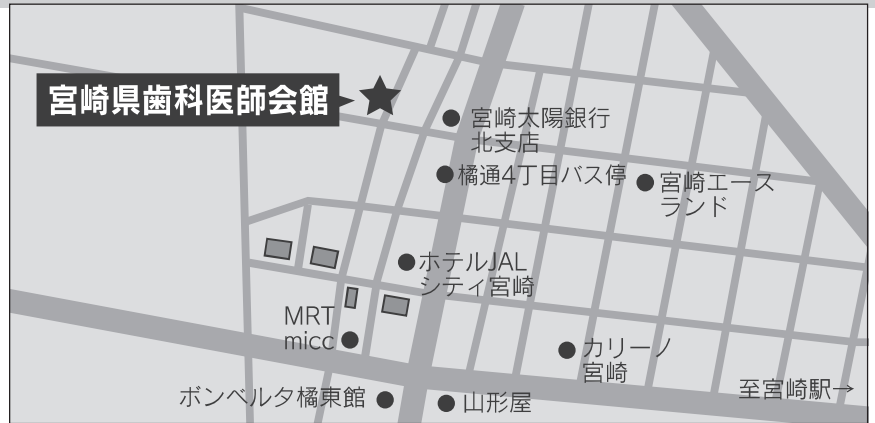 宮崎県歯科医師会館
宮崎太陽銀行
北支店
橘通4丁目バス停
宮崎エース
ランド
ホテルJAL
シティ宮崎
MRT
micc
カリーノ
宮崎
至宮崎駅→
ボンベルタ橘東館
山形屋